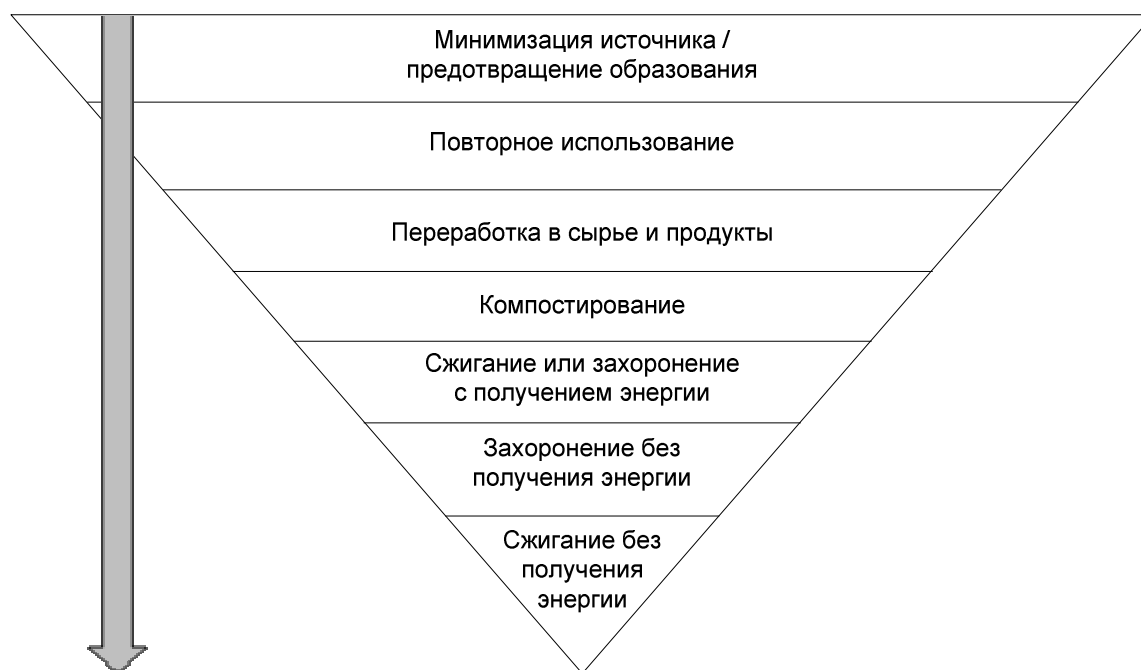 Минимизация источника /
предотвращение образования
Повторное использование
Переработка в сырье и продукты
Компостирование
Сжигание или захоронение
с получением энергии
Захоронение без
получения энергии
Сжигание без
получения
энергии